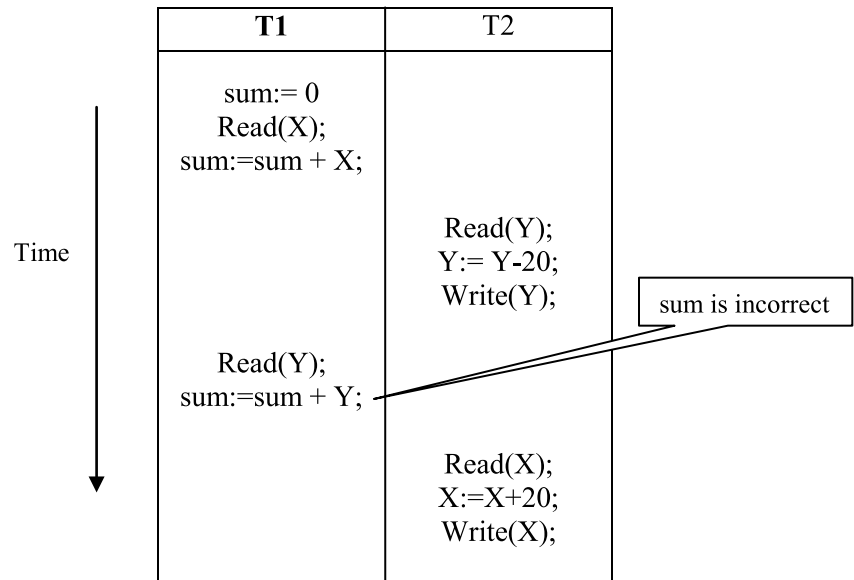 T1
T2
sum:= 0
Read(X);
sum:=sum + X;
Read(Y);
Y:= Y-20;
Write(Y);
Time
sum is incorrect
Read(Y);
sum:=sum + Y;
Read(X);
X:=X+20;
Write(X);